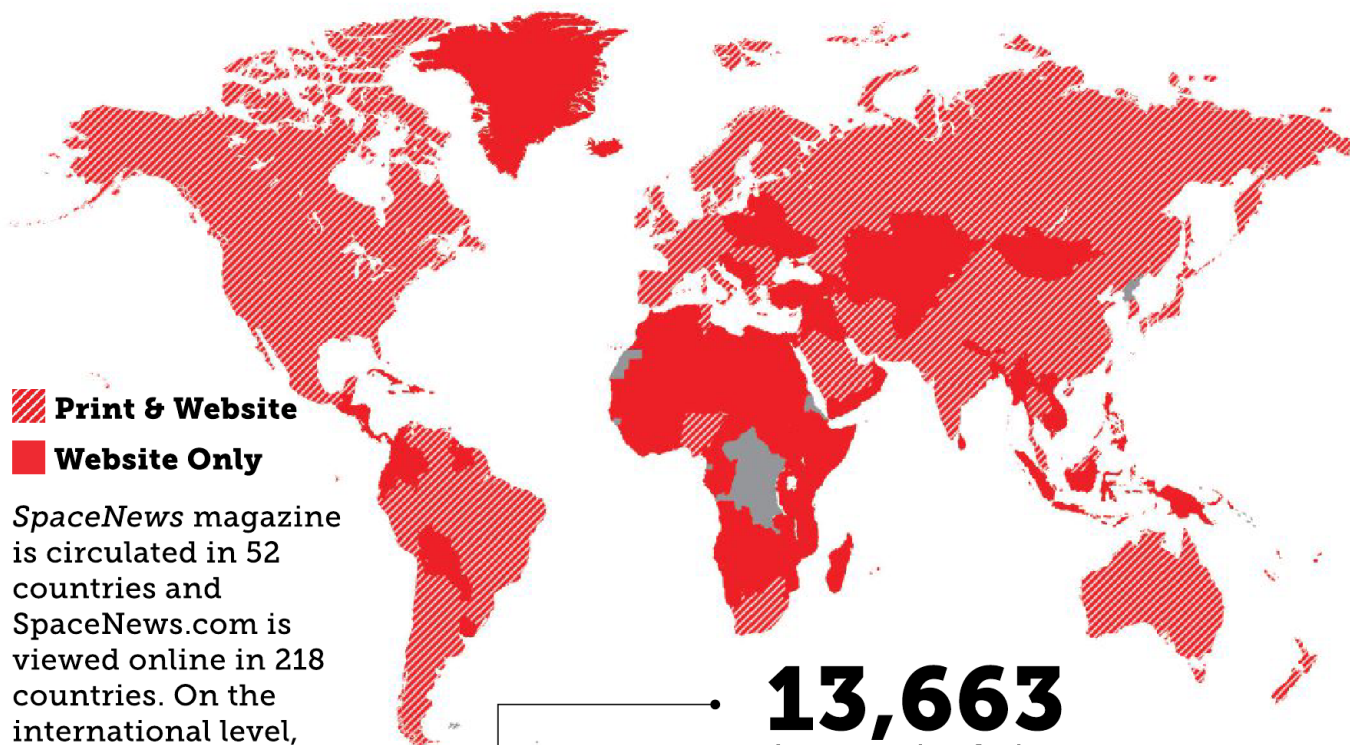 Print & Website
Website Only
SpaceNews magazine
is circulated in 52
countries and
SpaceNews.com is
viewed online in 218
countries. On the
international level,
13,663